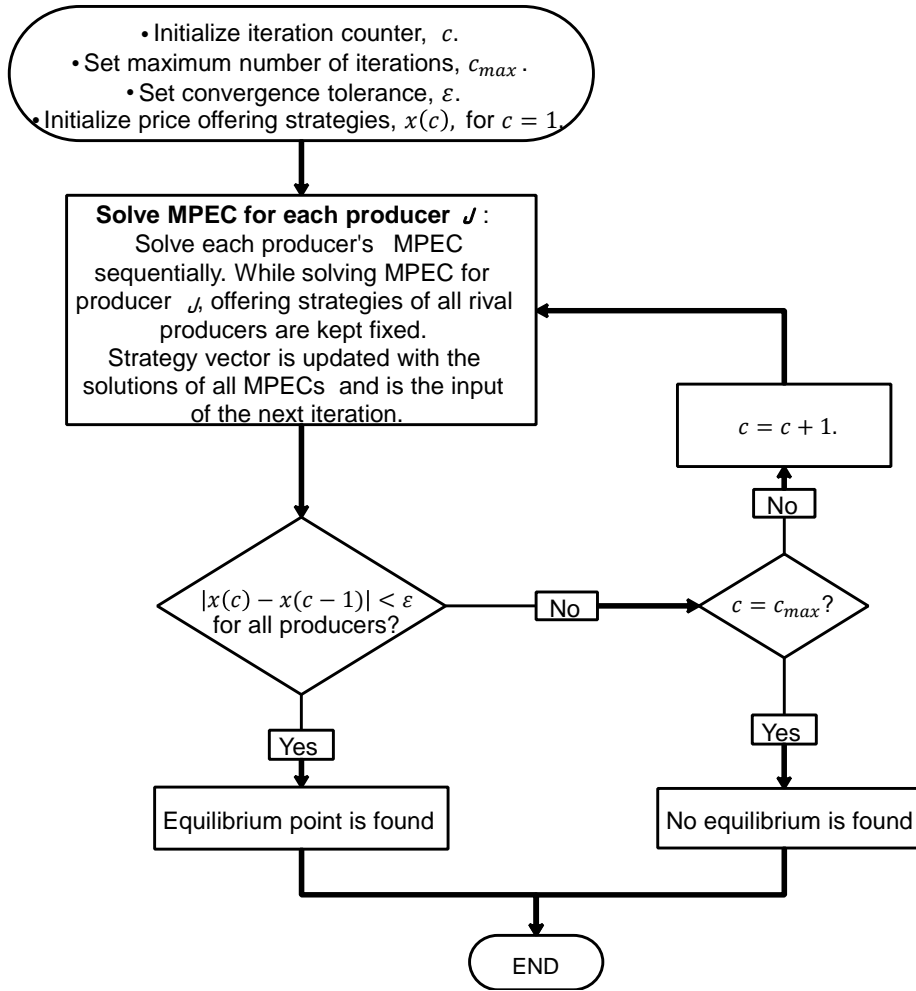 • Initialize iteration counter, c.
• Set maximum number of iterations, c_max.
• Set convergence tolerance, ε.
• Initialize price offering strategies, x(c), for c = 1.
Solve MPEC for each producer J :
Solve each producer's MPEC
sequentially. While solving MPEC for
producer J, offering strategies of all rival
producers are kept fixed.
Strategy vector is updated with the
solutions of all MPECs and is the input
of the next iteration.
c = c + 1.
No
|x(c) − x(c − 1)| < ε
for all producers?
No
c = c_max?
Yes
Yes
Equilibrium point is found
No equilibrium is found
END